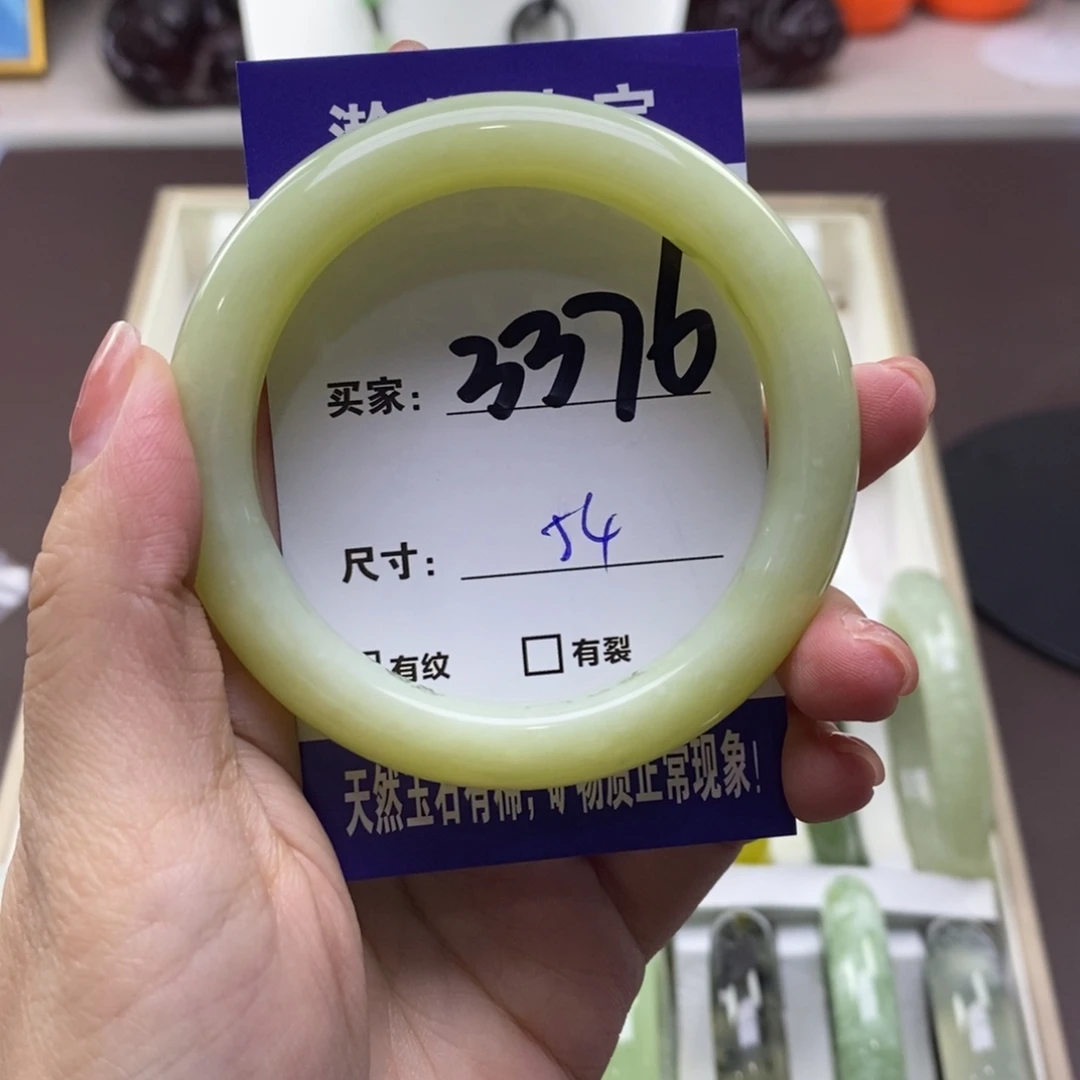 买家: 3376
尺寸: 54
有纹 □ 有裂
天然玉石有棉, 矿物质正常现象!